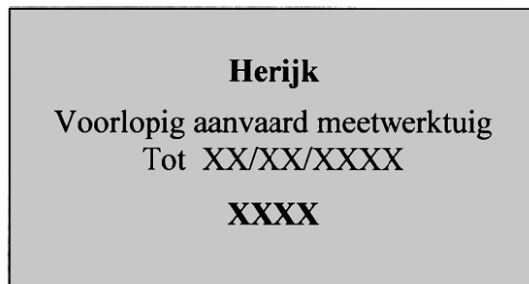 Herijk
Voorlopig aanvaard meetwerktuig
Tot XX/XX/XXXX
XXXX